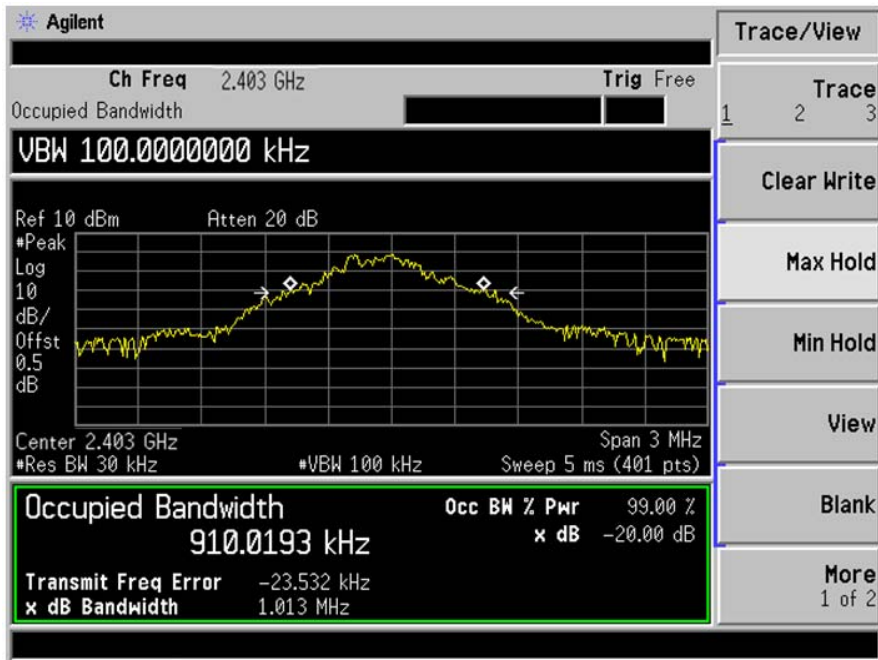 Agilent
Trace/View
Ch Freq 2.403 GHz Trig Free
Occupied Bandwidth
VBW 100.0000000 kHz
Ref 10 dBm Atten 20 dB
#Peak
Log
10
dB/
Offst
0.5
dB
Center 2.403 GHz Span 3 MHz
#Res BW 30 kHz #VBW 100 kHz Sweep 5 ms (401 pts)
Occupied Bandwidth Occ BW % Pwr 99.00 %
910.0193 kHz x dB -20.00 dB
Transmit Freq Error -23.532 kHz
x dB Bandwidth 1.013 MHz
Trace
1 2 3
Clear Write
Max Hold
Min Hold
View
Blank
More
1 of 2